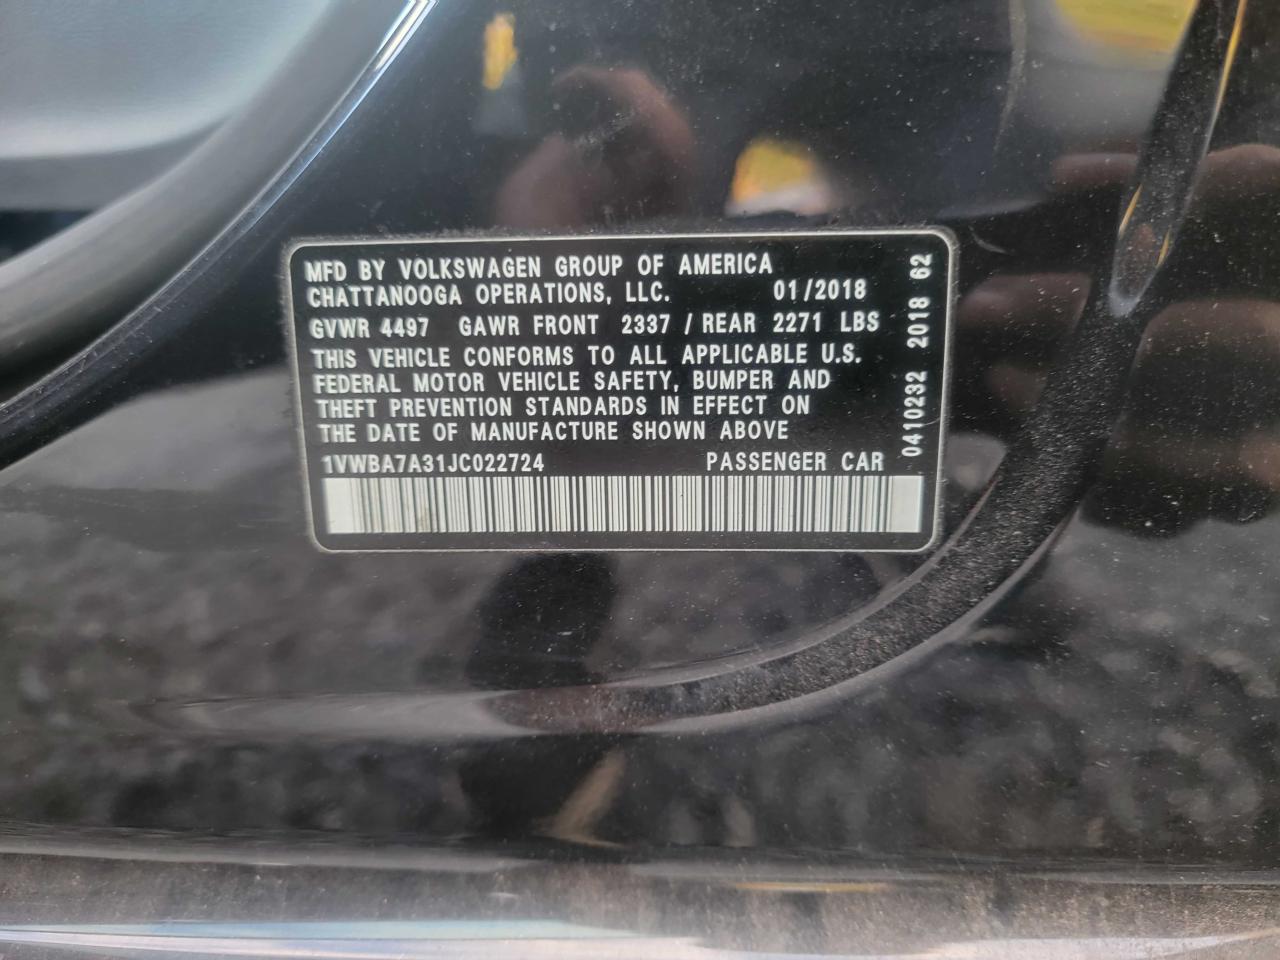 MFD BY VOLKSWAGEN GROUP OF AMERICA
CHATTANOOGA OPERATIONS, LLC. 01/2018
GVWR 4497 GAWR FRONT 2337 / REAR 2271 LBS
THIS VEHICLE CONFORMS TO ALL APPLICABLE U.S.
FEDERAL MOTOR VEHICLE SAFETY, BUMPER AND
THEFT PREVENTION STANDARDS IN EFFECT ON
THE DATE OF MANUFACTURE SHOWN ABOVE
1VWBA7A31JC022724 PASSENGER CAR
0410232 2018 62